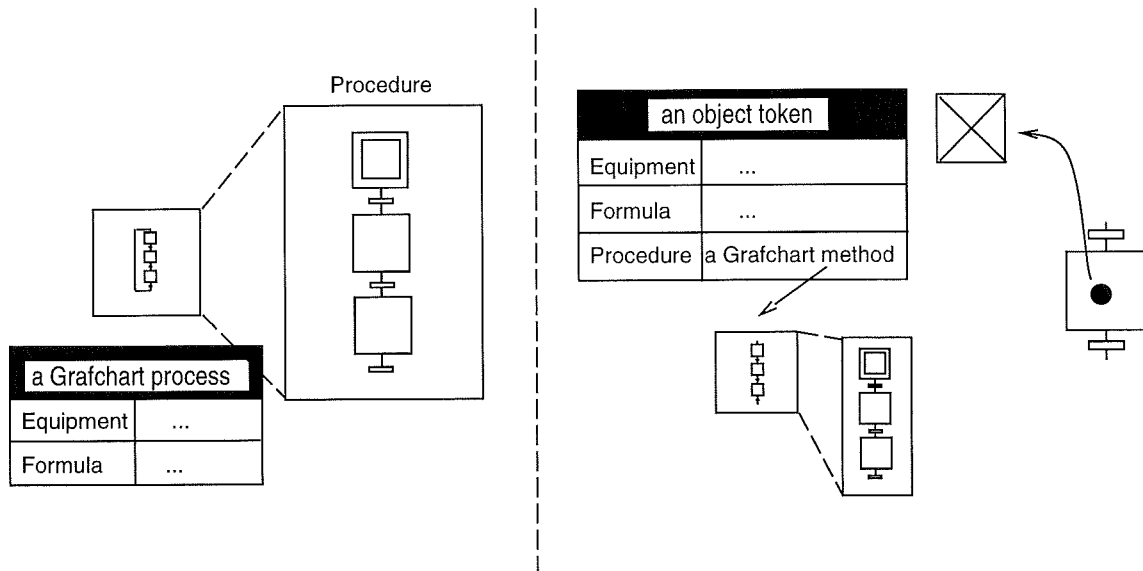 Procedure
a Grafchart process
Equipment ...
Formula ...
an object token
Equipment ...
Formula ...
Procedure a Grafchart method